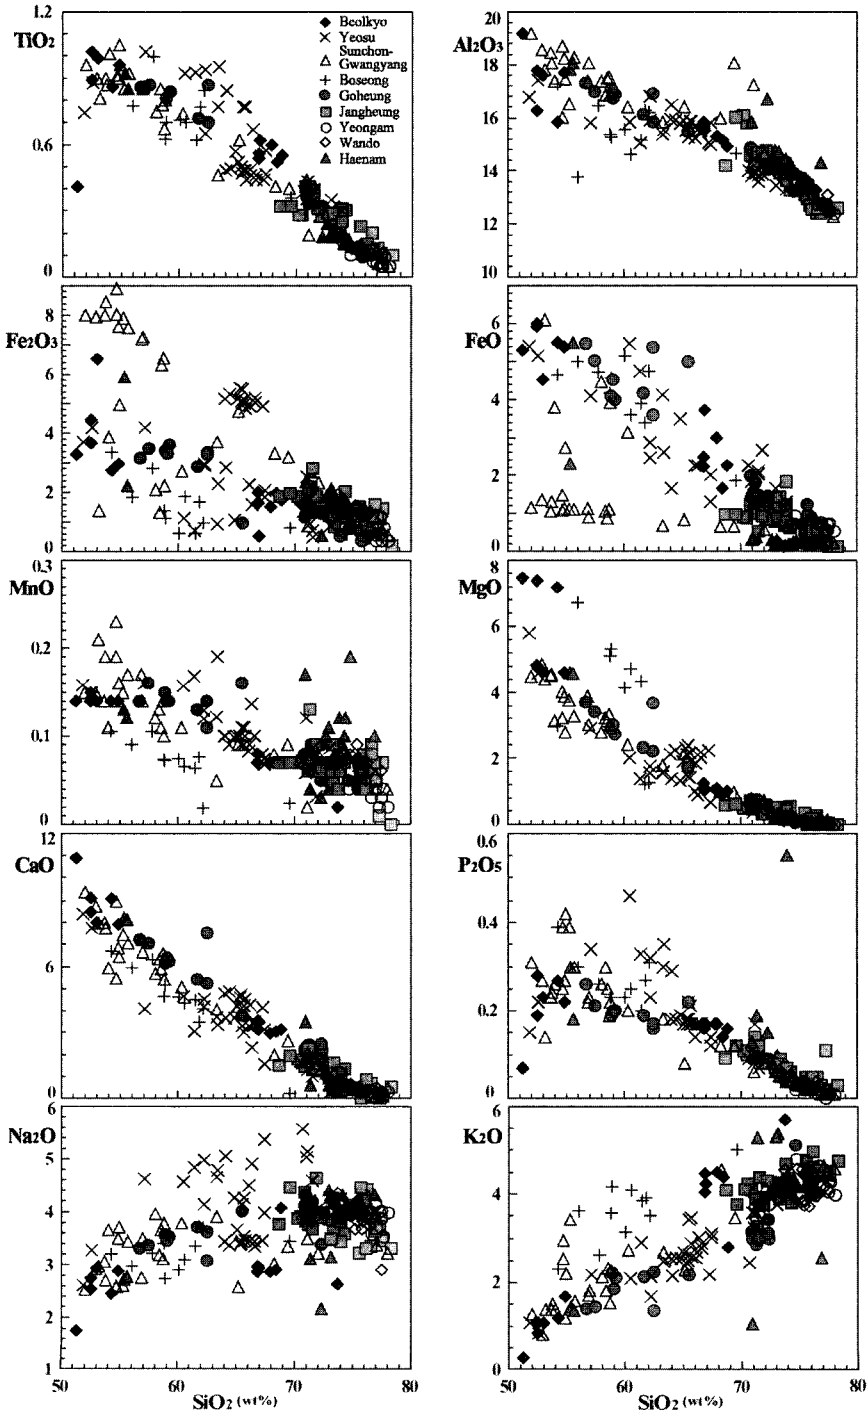 1.2
TiO2
0.6
0
Beolkyo
Yeosu
Sunchon-
Gwangyang
Boseong
Goheung
Jangheung
Yeongam
Wando
Haenam
20
Al2O3
18
16
14
12
10
8
Fe2O3
6
4
2
0
6
FeO
4
2
0
0.3
MnO
0.2
0.1
0
8
MgO
4
0
12
CaO
6
0
0.6
P2O5
0.4
0.2
0
6
Na2O
5
4
3
2
1
50
60
70
80
SiO2 (wt%)
6
K2O
4
2
0
50
60
70
80
SiO2 (wt%)